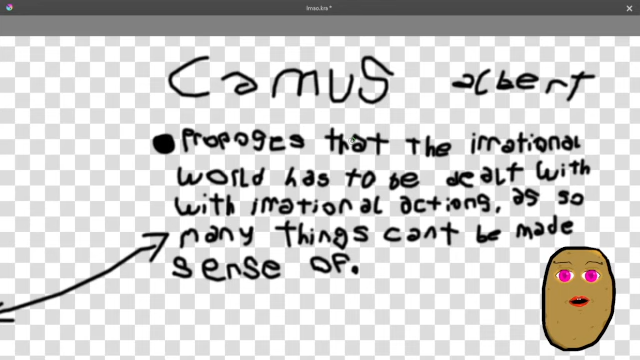 lmao.kra *
Camus acbert
Proposes that the irrational
world has to be dealt with
with irrational actions, as so
many things cant be made
sense of.